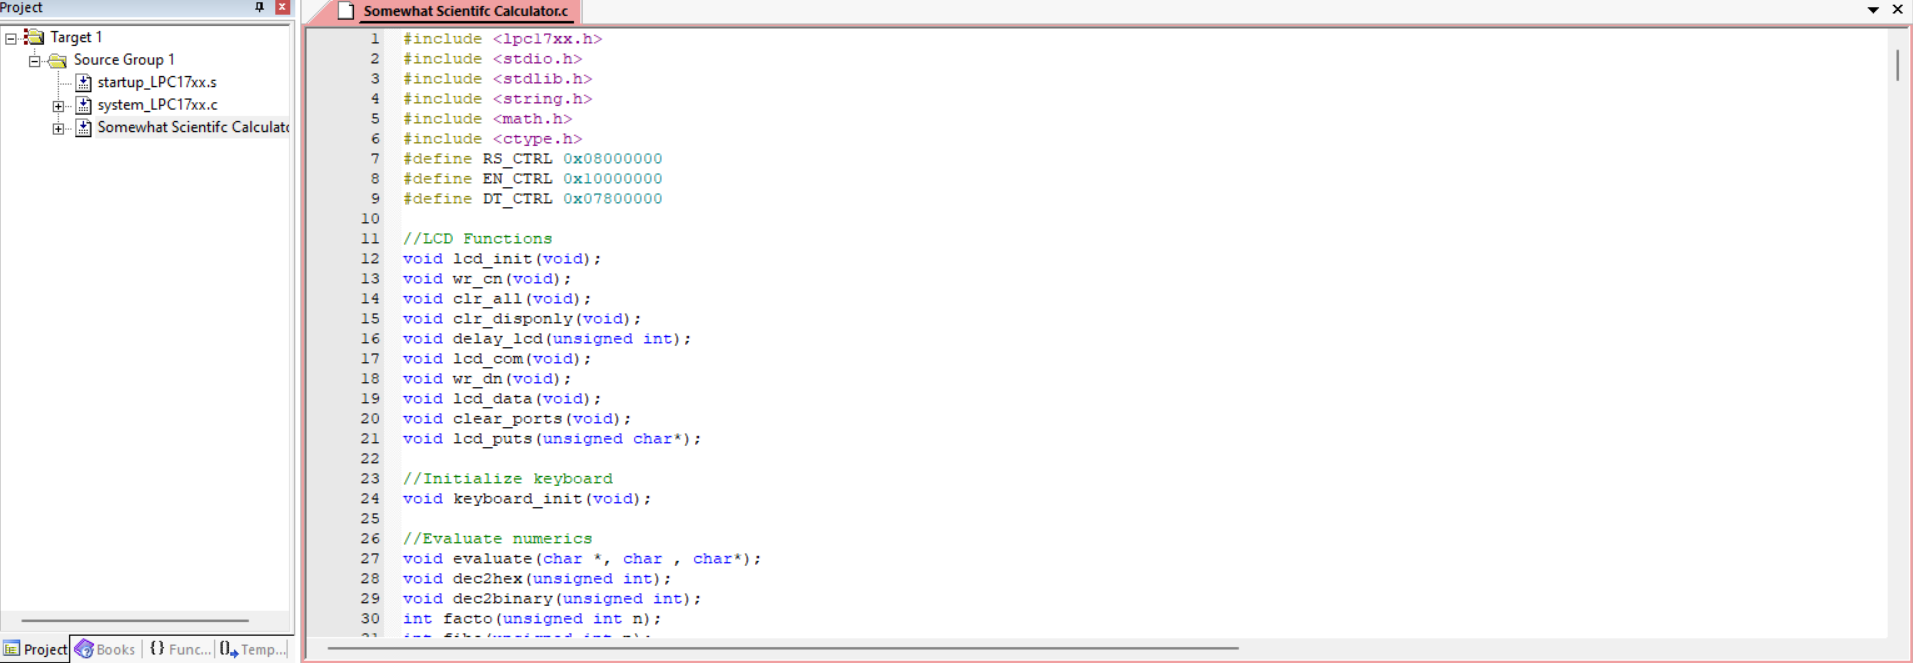 Project
Target 1
Source Group 1
startup_LPC17xx.s
system_LPC17xx.c
Somewhat Scientifc Calculato
Project Books {} Func... Temp...
Somewhat Scientifc Calculator.c
1 #include <lpc17xx.h>
2 #include <stdio.h>
3 #include <stdlib.h>
4 #include <string.h>
5 #include <math.h>
6 #include <ctype.h>
7 #define RS_CTRL 0x08000000
8 #define EN_CTRL 0x10000000
9 #define DT_CTRL 0x07800000
10
11 //LCD Functions
12 void lcd_init(void);
13 void wr_cn(void);
14 void clr_all(void);
15 void clr_disponly(void);
16 void delay_lcd(unsigned int);
17 void lcd_com(void);
18 void wr_dn(void);
19 void lcd_data(void);
20 void clear_ports(void);
21 void lcd_puts(unsigned char*);
22
23 //Initialize keyboard
24 void keyboard_init(void);
25
26 //Evaluate numerics
27 void evaluate(char *, char , char*);
28 void dec2hex(unsigned int);
29 void dec2binary(unsigned int);
30 int facto(unsigned int n);
31 int fibo(unsigned int n);